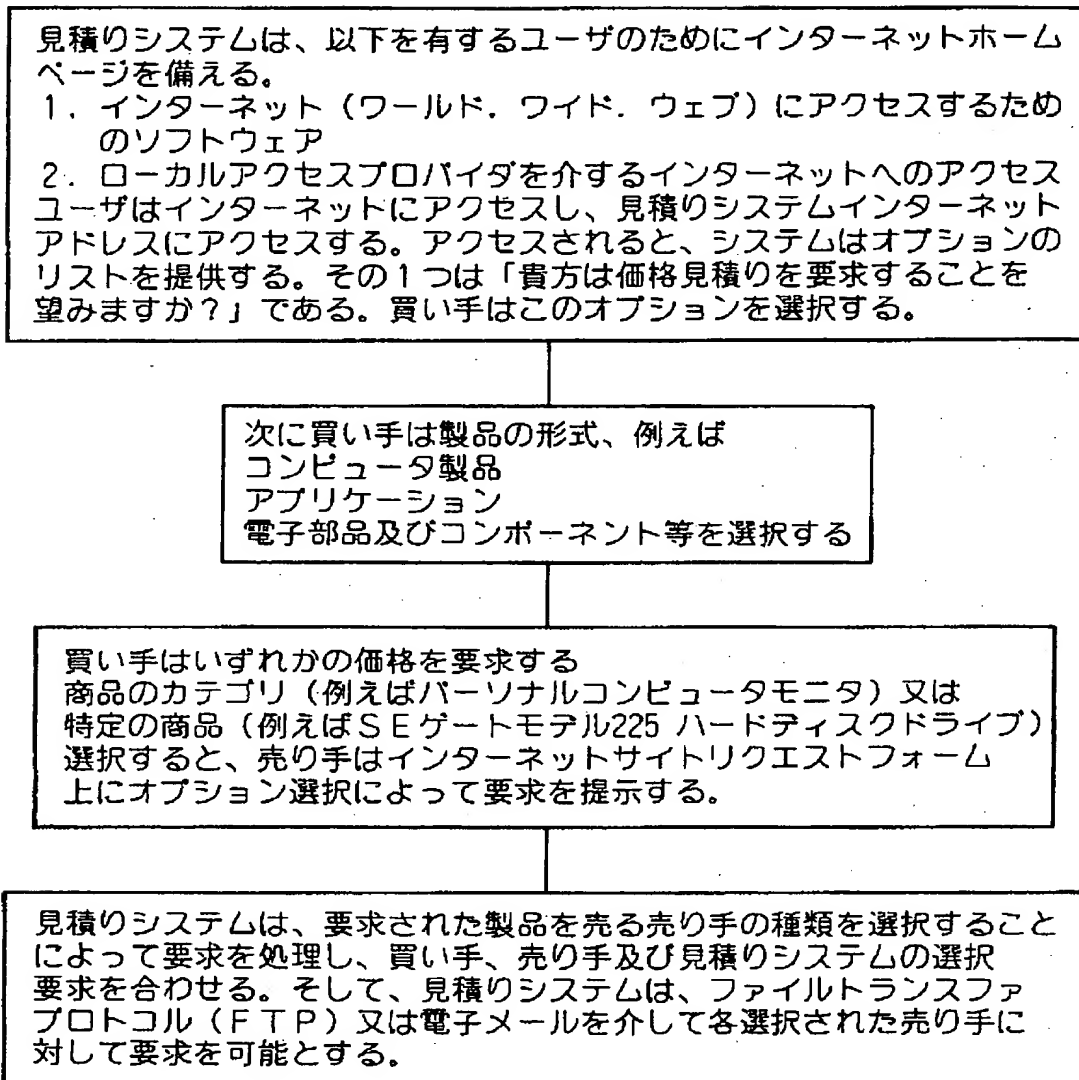 見積りシステムは、以下を有するユーザのためにインターネットホーム
ページを備える。
1．インターネット（ワールド．ワイド．ウェブ）にアクセスするため
のソフトウェア
2．ローカルアクセスプロバイダを介するインターネットへのアクセス
ユーザはインターネットにアクセスし、見積りシステムインターネット
アドレスにアクセスする。アクセスされると、システムはオプションの
リストを提供する。その1つは「貴方は価格見積りを要求することを
望みますか？」である。買い手はこのオプションを選択する。
次に買い手は製品の形式、例えば
コンピュータ製品
アプリケーション
電子部品及びコンポーネント等を選択する
買い手はいずれかの価格を要求する
商品のカテゴリ（例えばパーソナルコンピュータモニタ）又は
特定の商品（例えばSEゲートモデル225 ハードディスクドライブ）
選択すると、売り手はインターネットサイトリクエストフォーム
上にオプション選択によって要求を提示する。
見積りシステムは、要求された製品を売る売り手の種類を選択すること
によって要求を処理し、買い手、売り手及び見積りシステムの選択
要求を合わせる。そして、見積りシステムは、ファイルトランスファ
プロトコル（FTP）又は電子メールを介して各選択された売り手に
対して要求を可能とする。